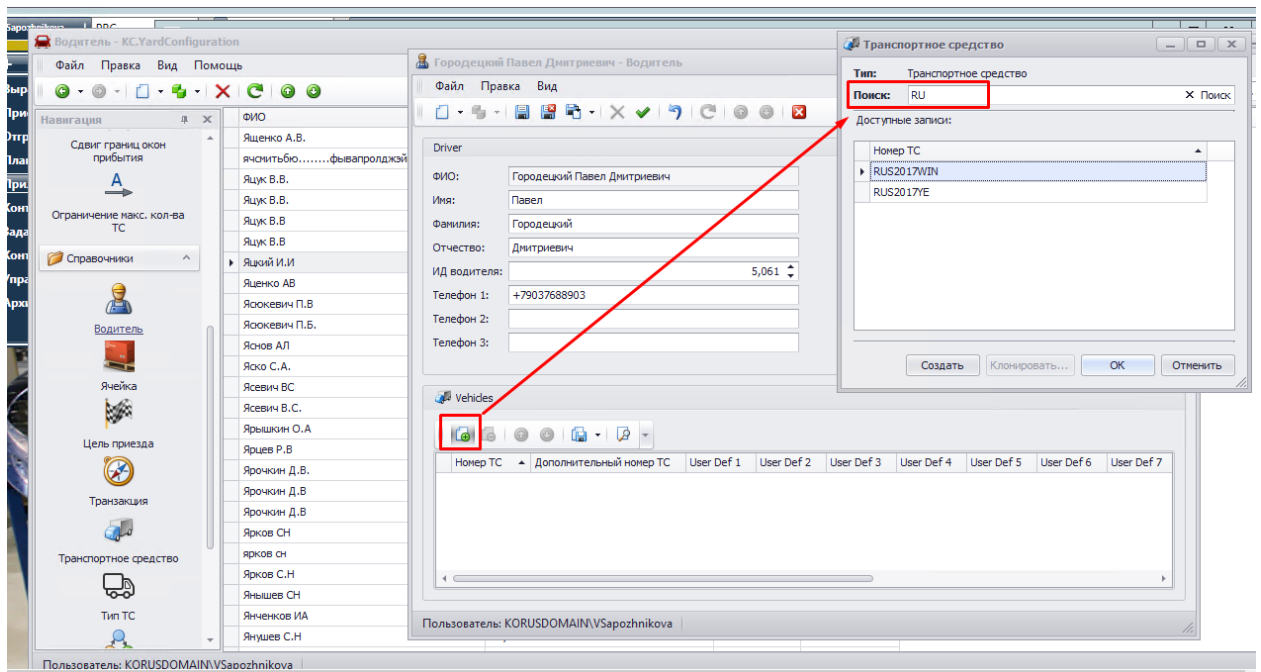 Водитель - KC.YardConfiguration
Файл Правка Вид Помощь
Навигация
Сдвиг границ окон
прибытия
Ограничение макс. кол-ва
ТС
Справочники
Водитель
Ячейка
Цель приезда
Транзакция
Транспортное средство
Тип ТС
ФИО
Ященко А.В.
ячсмитьбю........фывапролджэй
Яцук В.В.
Яцук В.В.
Яцук В.В
Яцук В.В
Яцкий И.И
Яценко АВ
Ясюкевич П.В
Ясюкевич П.Б.
Яснов АЛ
Яско С.А.
Ясевич ВС
Ясевич В.С.
Ярышкин О.А
Ярцев Р.В
Ярочкин Д.В.
Ярочкин Д.В
Ярочкин Д.В
Ярков СН
ярков сн
Ярков С.Н
Янышев СН
Янченков ИА
Янушев С.Н
Пользователь: KORUSDOMAIN\VSapozhnikova
Городецкий Павел Дмитриевич - Водитель
Файл Правка Вид
Driver
ФИО: Городецкий Павел Дмитриевич
Имя: Павел
Фамилия: Городецкий
Отчество: Дмитриевич
ИД водителя: 5,061
Телефон 1: +79037688903
Телефон 2:
Телефон 3:
Vehicles
Номер ТС Дополнительный номер ТС User Def 1 User Def 2 User Def 3 User Def 4 User Def 5 User Def 6 User Def 7
Пользователь: KORUSDOMAIN\VSapozhnikova
Транспортное средство
Тип: Транспортное средство
Поиск: RU Поиск
Доступные записи:
Номер ТС
RUS2017WIN
RUS2017YE
Создать Клонировать... ОК Отменить